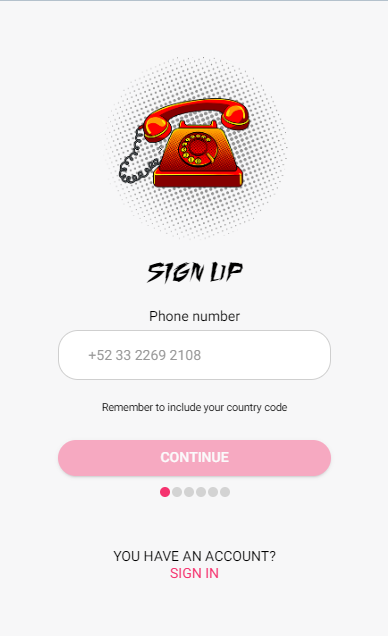 SIGN UP
Phone number
+52 33 2269 2108
Remember to include your country code
CONTINUE
YOU HAVE AN ACCOUNT?
SIGN IN